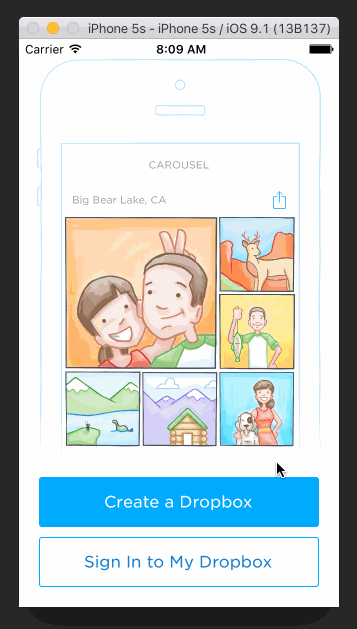 iPhone 5s - iPhone 5s / iOS 9.1 (13B137)
Carrier 8:09 AM
CAROUSEL
Big Bear Lake, CA
Create a Dropbox
Sign In to My Dropbox